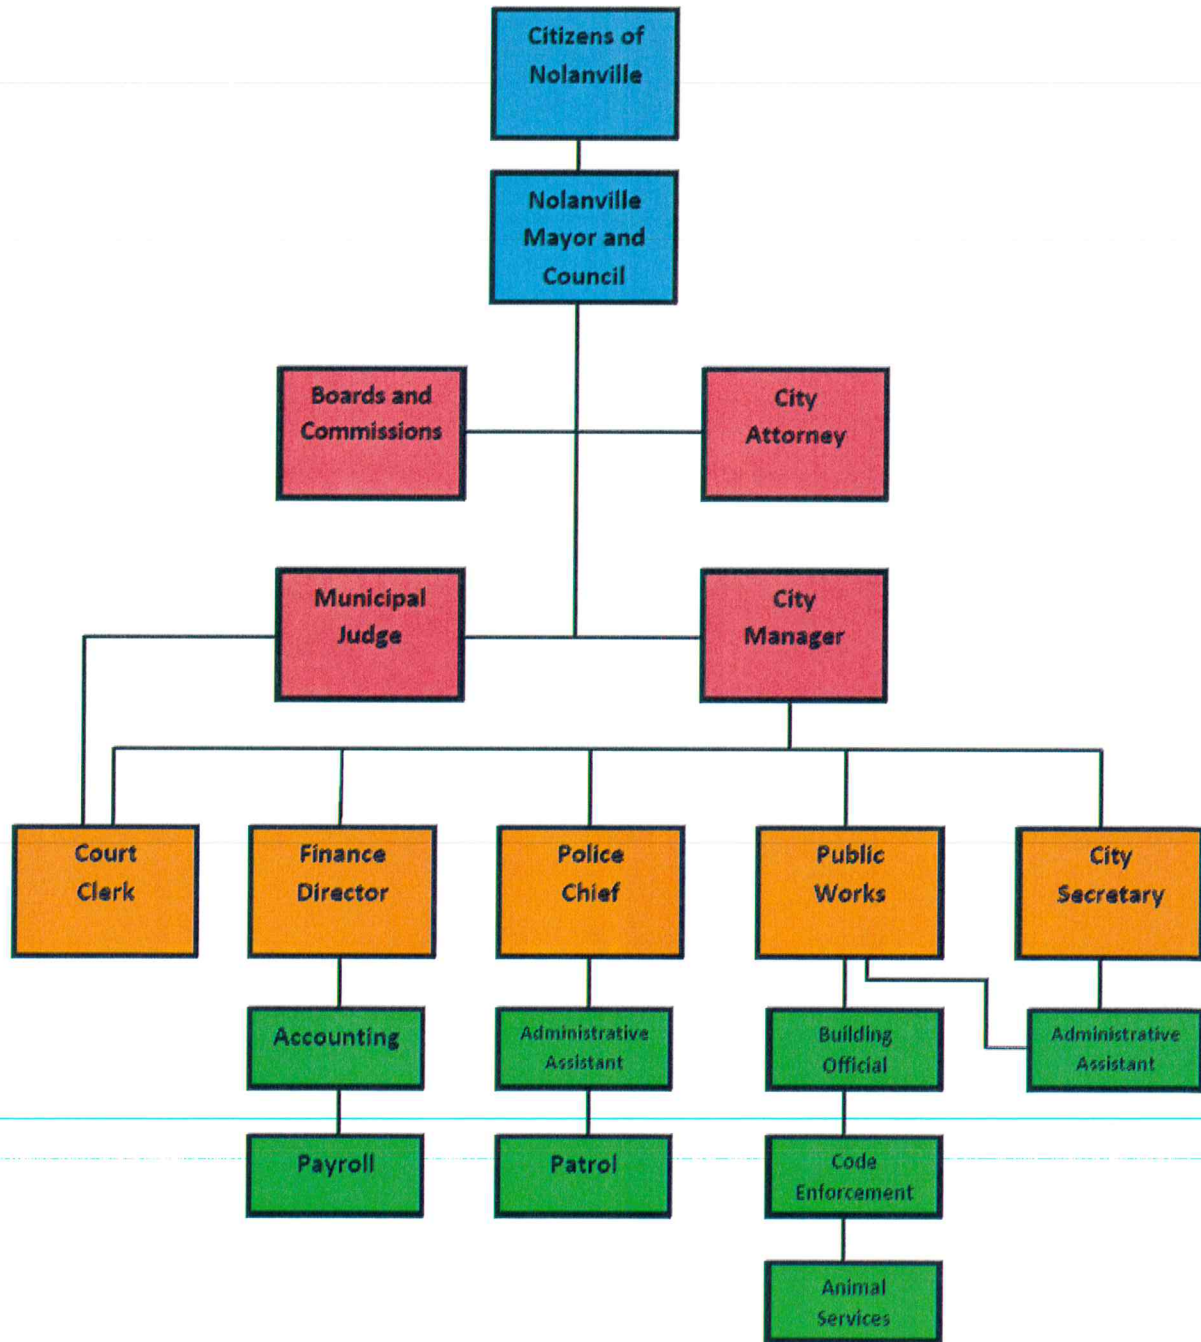 Citizens of
Nolanville
Nolanville
Mayor and
Council
Boards and
Commissions
City
Attorney
Municipal
Judge
City
Manager
Court
Clerk
Finance
Director
Police
Chief
Public
Works
City
Secretary
Accounting
Administrative
Assistant
Building
Official
Administrative
Assistant
Payroll
Patrol
Code
Enforcement
Animal
Services